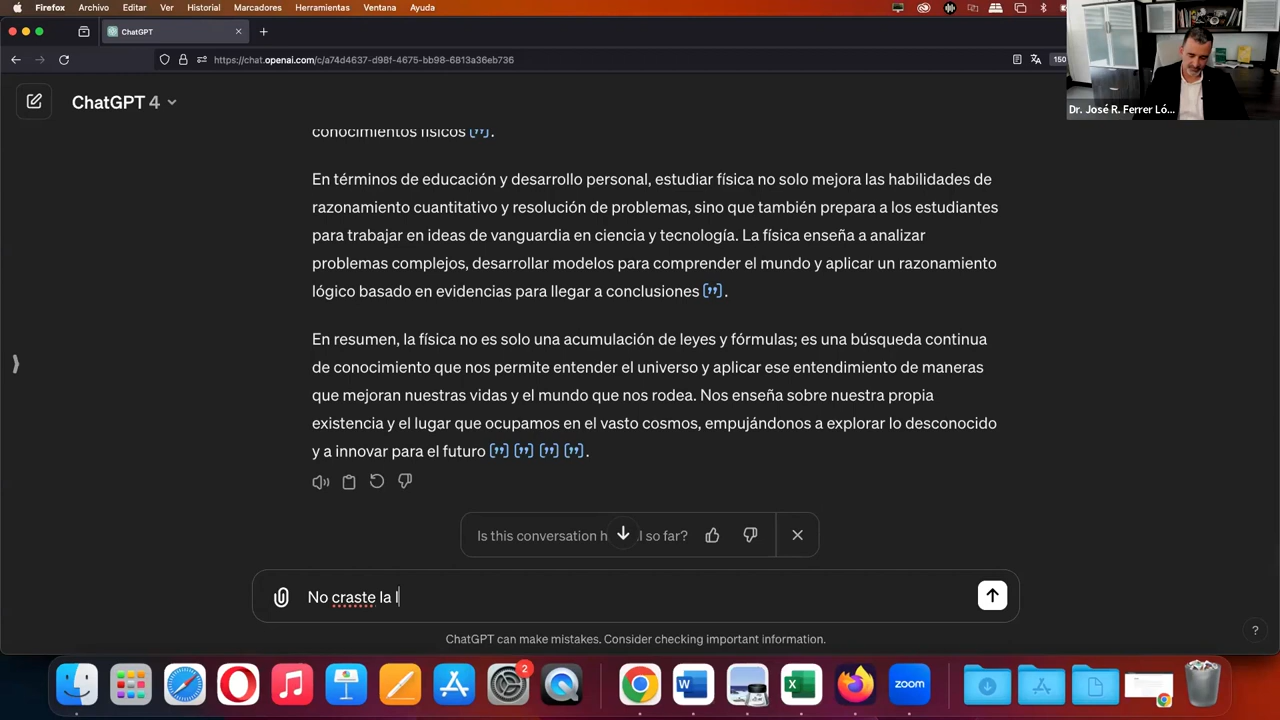 Firefox Archivo Editar Ver Historial Marcadores Herramientas Ventana Ayuda
ChatGPT
https://chat.openai.com/c/a74d4637-d98f-4675-bb98-6813a36eb736
150
Dr. José R. Ferrer Ló...
ChatGPT 4
conocimientos físicos ["].
En términos de educación y desarrollo personal, estudiar física no solo mejora las habilidades de
razonamiento cuantitativo y resolución de problemas, sino que también prepara a los estudiantes
para trabajar en ideas de vanguardia en ciencia y tecnología. La física enseña a analizar
problemas complejos, desarrollar modelos para comprender el mundo y aplicar un razonamiento
lógico basado en evidencias para llegar a conclusiones ["].
En resumen, la física no es solo una acumulación de leyes y fórmulas; es una búsqueda continua
de conocimiento que nos permite entender el universo y aplicar ese entendimiento de maneras
que mejoran nuestras vidas y el mundo que nos rodea. Nos enseña sobre nuestra propia
existencia y el lugar que ocupamos en el vasto cosmos, empujándonos a explorar lo desconocido
y a innovar para el futuro ["] ["] ["] ["].
Is this conversation h l so far?
No craste la l
ChatGPT can make mistakes. Consider checking important information.
?
2
W
X
zoom